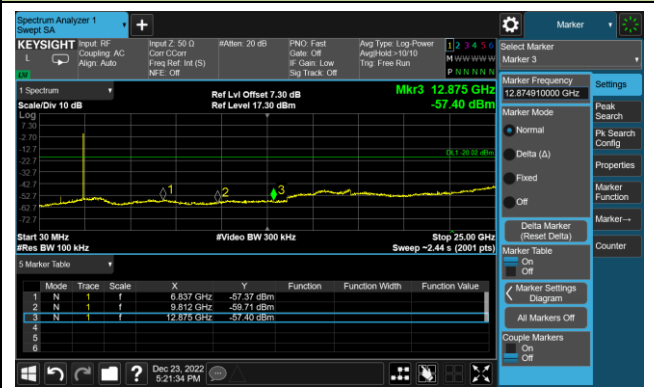 Spectrum Analyzer 1
Swept SA
+
Marker
KEYSIGHT
L
Input: RF
Coupling: AC
Align: Auto
Input Z: 50 Ω
Corr CCorr
Freq Ref: Int (S)
NFE: Off
#Atten: 20 dB
PNO: Fast
Gate: Off
IF Gain: Low
Sig Track: Off
Avg Type: Log-Power
Avg|Hold:>10/10
Trig: Free Run
1 2 3 4 5 6
M W W W W W
P N N N N N
1 Spectrum
Scale/Div 10 dB
Ref Lvl Offset 7.30 dB
Ref Level 17.30 dBm
Mkr3 12.875 GHz
-57.40 dBm
Log
7.30
-2.70
-12.7
-22.7
-32.7
-42.7
-52.7
-62.7
-72.7
1
2
3
Start 30 MHz
#Res BW 100 kHz
#Video BW 300 kHz
Stop 25.00 GHz
Sweep ~2.44 s (2001 pts)
5 Marker Table
Mode Trace Scale X Y Function Function Width Function Value
1 N 1 f 6.837 GHz -57.37 dBm
2 N 1 f 9.812 GHz -59.71 dBm
3 N 1 f 12.875 GHz -57.40 dBm
4
5
6
?
Dec 23, 2022
5:21:34 PM
Select Marker
Marker 3
Marker Frequency
12.874910000 GHz
Marker Mode
Normal
Delta (Δ)
Fixed
Off
Delta Marker
(Reset Delta)
Marker Table
On
Off
Marker Settings
Diagram
All Markers Off
Couple Markers
On
Off
Settings
Peak
Search
Pk Search
Config
Properties
Marker
Function
Marker→
Counter